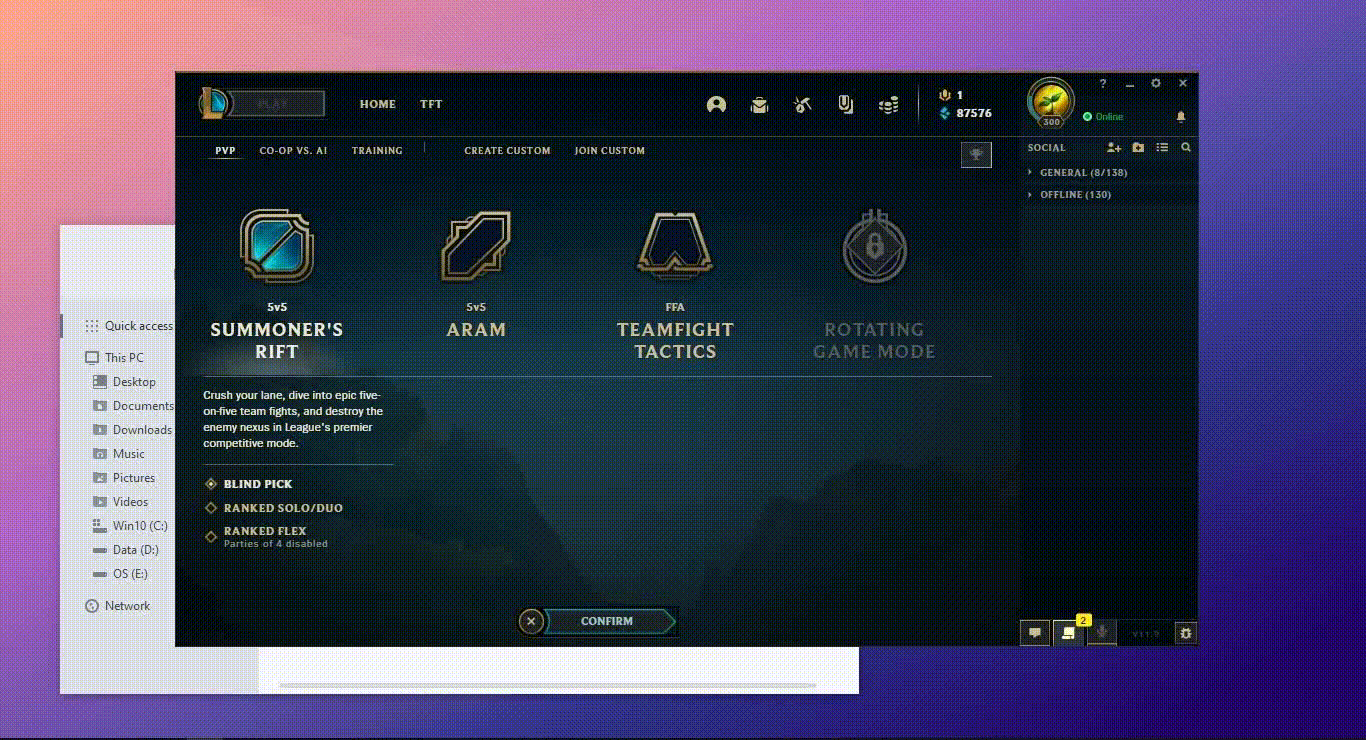 PLAY
HOME
TFT
1
87576
?
300
Online
PVP
CO-OP VS. AI
TRAINING
CREATE CUSTOM
JOIN CUSTOM
SOCIAL
GENERAL (8/138)
OFFLINE (130)
5v5
SUMMONER'S
RIFT
5v5
ARAM
FFA
TEAMFIGHT
TACTICS
ROTATING
GAME MODE
Crush your lane, dive into epic five-
on-five team fights, and destroy the
enemy nexus in League's premier
competitive mode.
BLIND PICK
RANKED SOLO/DUO
RANKED FLEX
Parties of 4 disabled
CONFIRM
2
Quick access
This PC
Desktop
Documents
Downloads
Music
Pictures
Videos
Win10 (C:)
Data (D:)
OS (E:)
Network